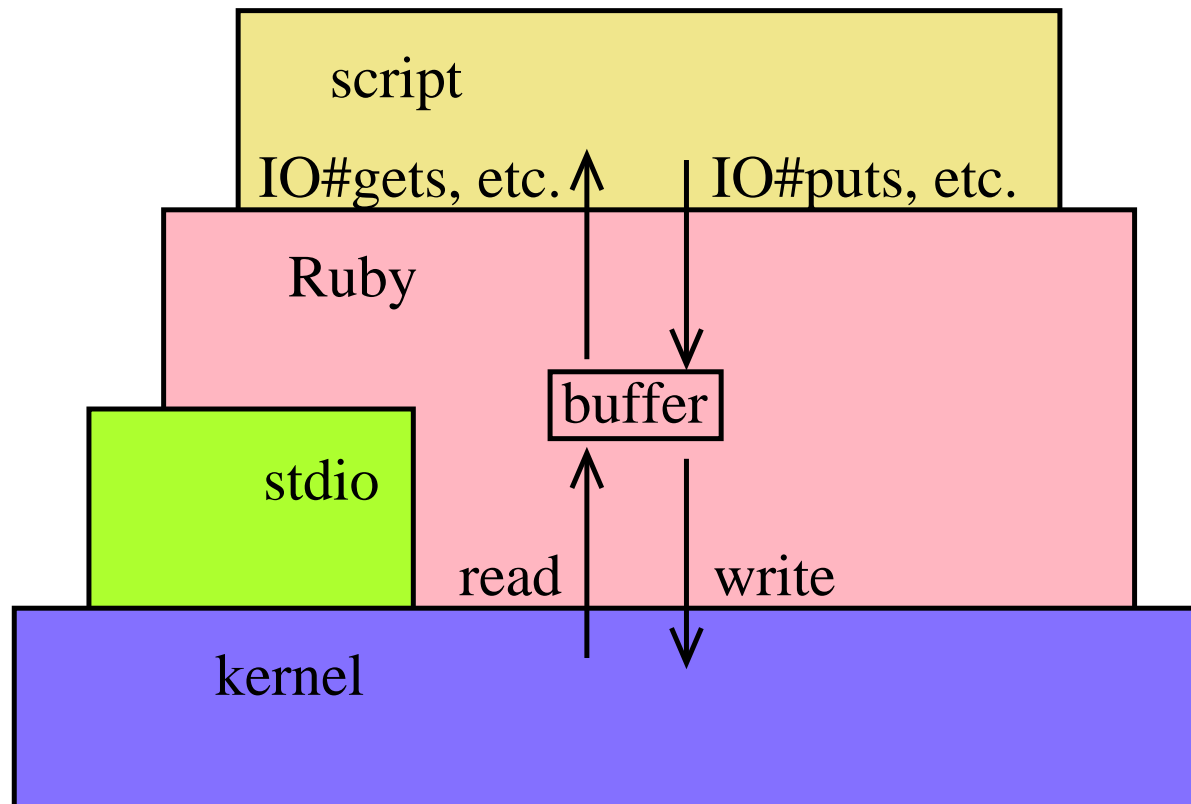 script
IO#gets, etc.
IO#puts, etc.
Ruby
buffer
stdio
read
write
kernel